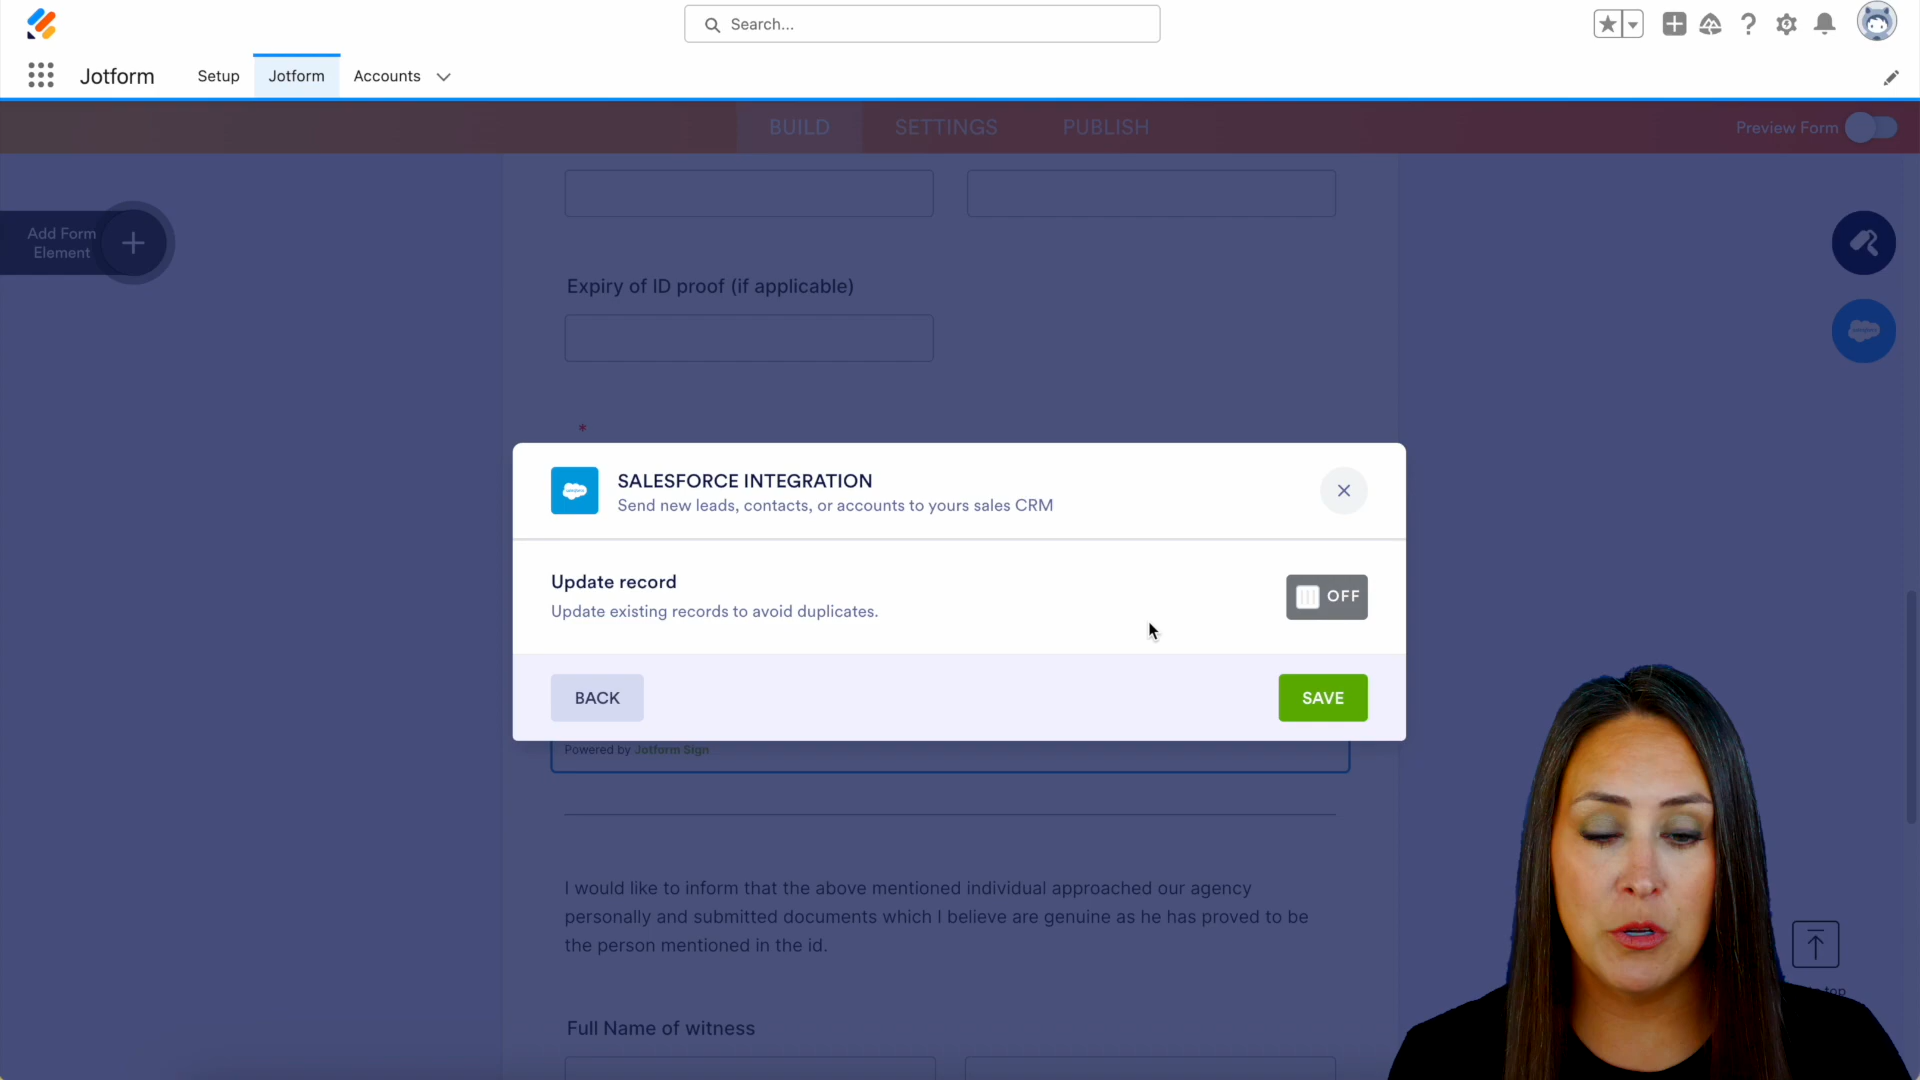 Search...
Jotform
Setup
Jotform
Accounts
BUILD
SETTINGS
PUBLISH
Preview Form
Add Form
Element
Expiry of ID proof (if applicable)
*
SALESFORCE INTEGRATION
Send new leads, contacts, or accounts to yours sales CRM
Update record
Update existing records to avoid duplicates.
OFF
BACK
SAVE
Powered by Jotform Sign
I would like to inform that the above mentioned individual approached our agency
personally and submitted documents which I believe are genuine as he has proved to be
the person mentioned in the id.
top
Full Name of witness